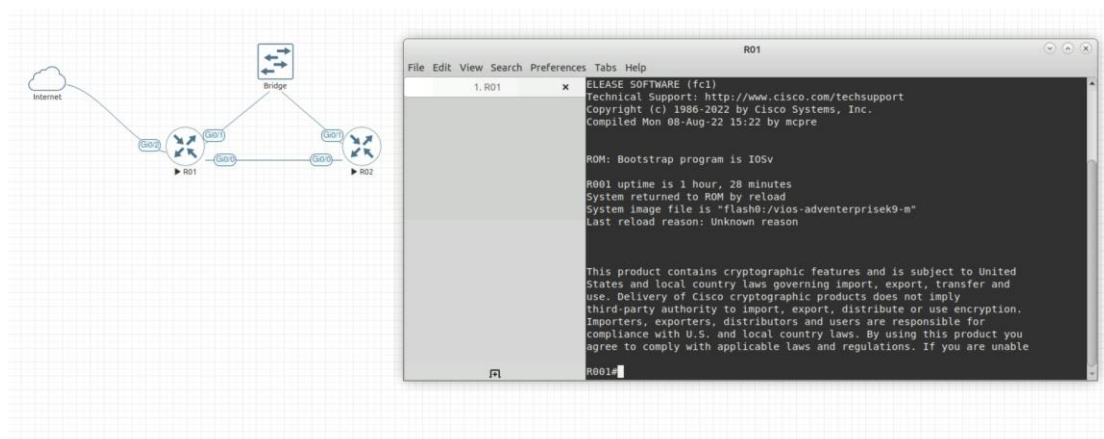 Internet
Bridge
Gi0/2
Gi0/1
Gi0/0
R01
Gi0/1
Gi0/0
R02
R01
File Edit View Search Preferences Tabs Help
1. R01
ELEASE SOFTWARE (fc1)
Technical Support: http://www.cisco.com/techsupport
Copyright (c) 1986-2022 by Cisco Systems, Inc.
Compiled Mon 08-Aug-22 15:22 by mcpre
ROM: Bootstrap program is IOSv
R001 uptime is 1 hour, 28 minutes
System returned to ROM by reload
System image file is "flash0:/vios-adventerprisek9-m"
Last reload reason: Unknown reason
This product contains cryptographic features and is subject to United
States and local country laws governing import, export, transfer and
use. Delivery of Cisco cryptographic products does not imply
third-party authority to import, export, distribute or use encryption.
Importers, exporters, distributors and users are responsible for
compliance with U.S. and local country laws. By using this product you
agree to comply with applicable laws and regulations. If you are unable
R001#